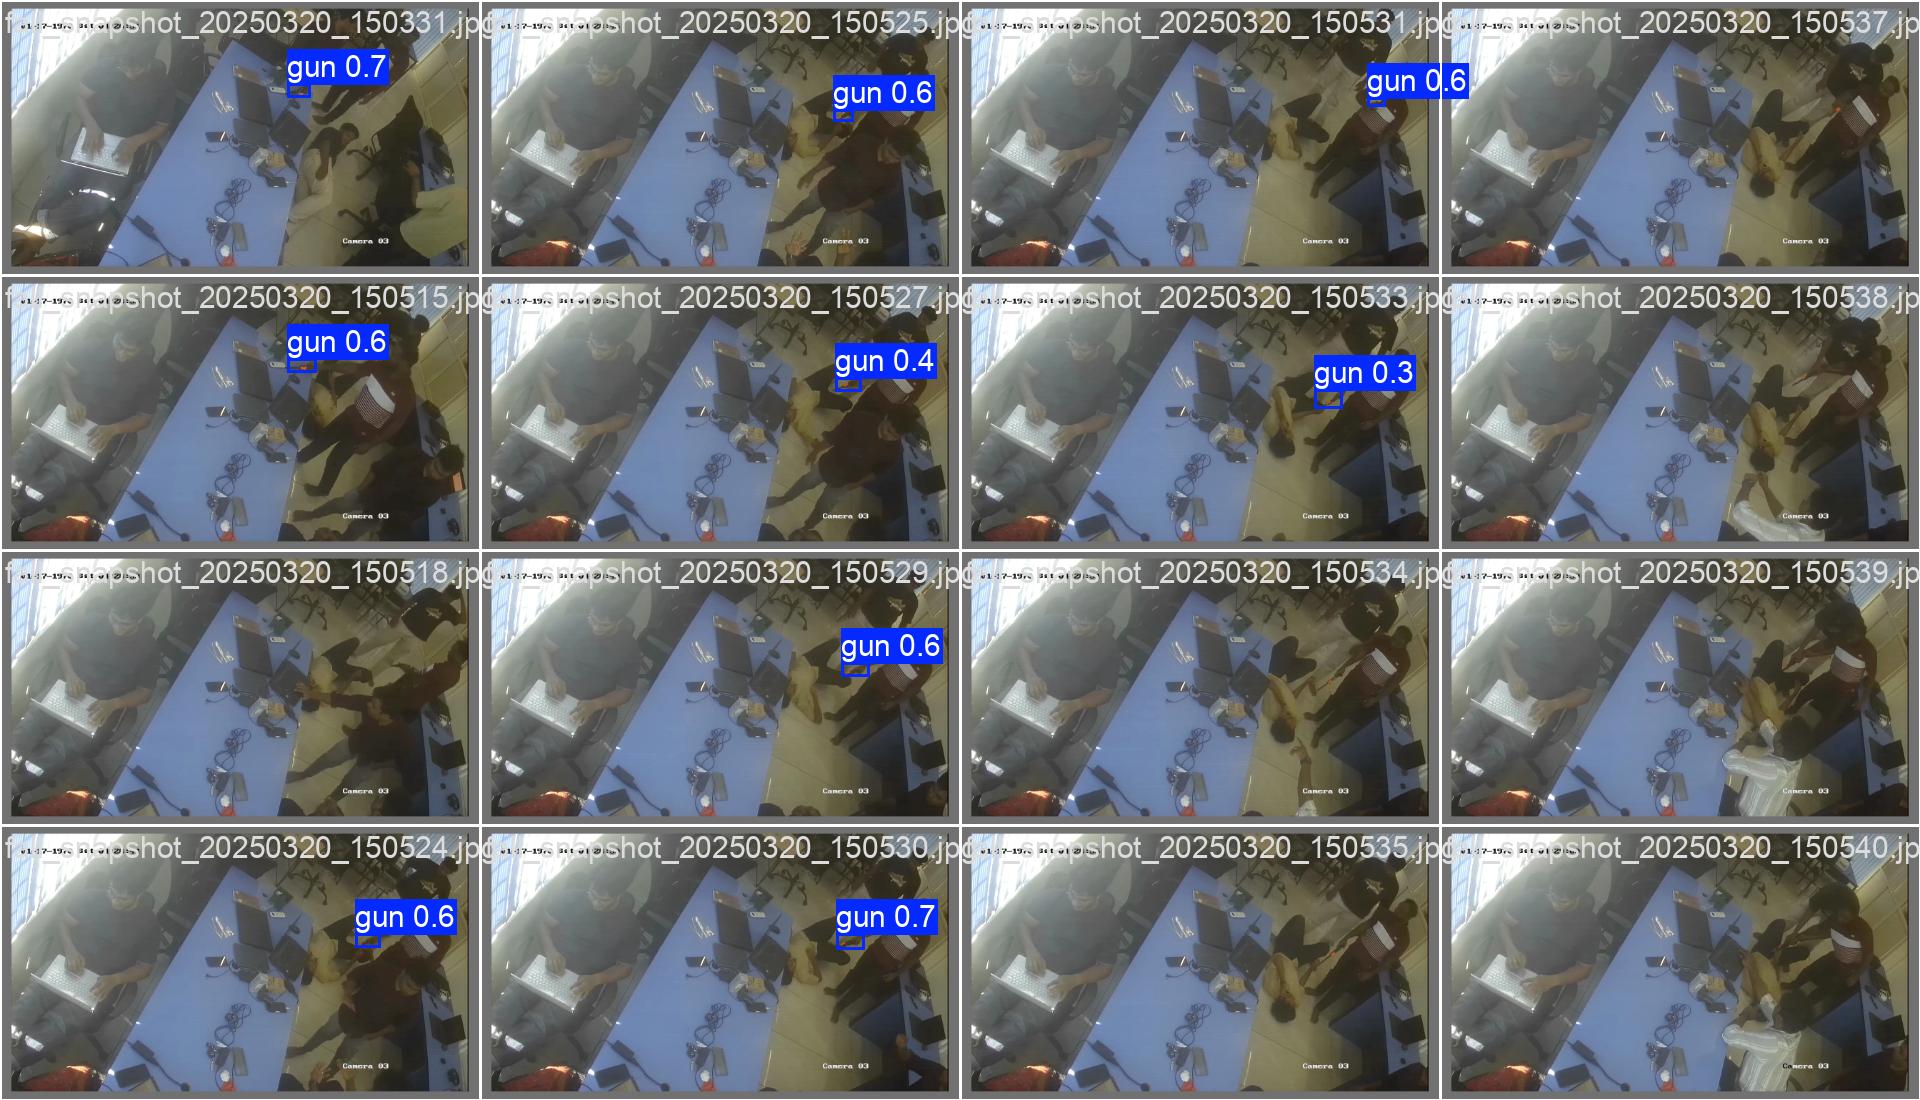 snapshot_20250320_150331.jpg
gun 0.7
Camera 03
snapshot_20250320_150525.jpg
gun 0.6
Camera 03
snapshot_20250320_150531.jpg
gun 0.6
Camera 03
snapshot_20250320_150537.jp
Camera 03
snapshot_20250320_150515.jpg
gun 0.6
Camera 03
snapshot_20250320_150527.jpg
gun 0.4
Camera 03
snapshot_20250320_150533.jpg
gun 0.3
Camera 03
snapshot_20250320_150538.jp
Camera 03
snapshot_20250320_150518.jpg
Camera 03
snapshot_20250320_150529.jpg
gun 0.6
Camera 03
snapshot_20250320_150534.jpg
Camera 03
snapshot_20250320_150539.jp
Camera 03
snapshot_20250320_150524.jpg
gun 0.6
Camera 03
snapshot_20250320_150530.jpg
gun 0.7
Camera 03
snapshot_20250320_150535.jpg
Camera 03
snapshot_20250320_150540.jp
Camera 03